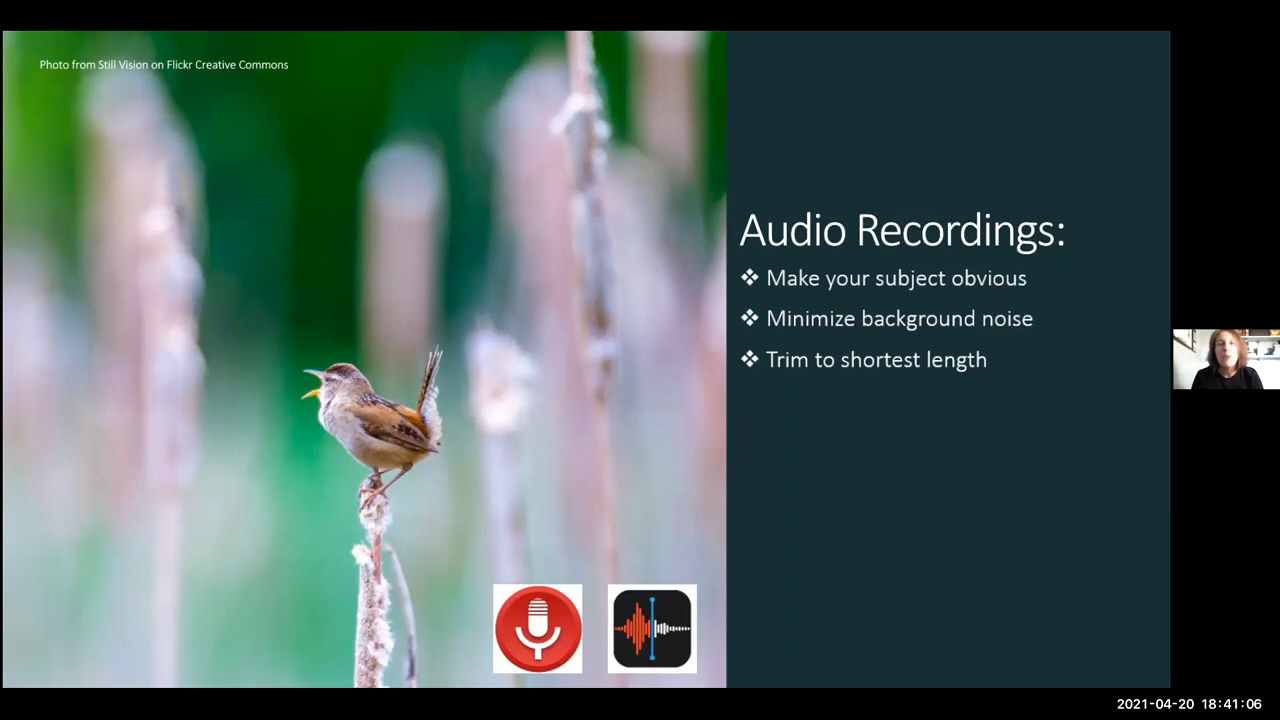 Photo from Still Vision on Flickr Creative Commons
Audio Recordings:
❖ Make your subject obvious
❖ Minimize background noise
❖ Trim to shortest length
2021-04-20 18:41:06